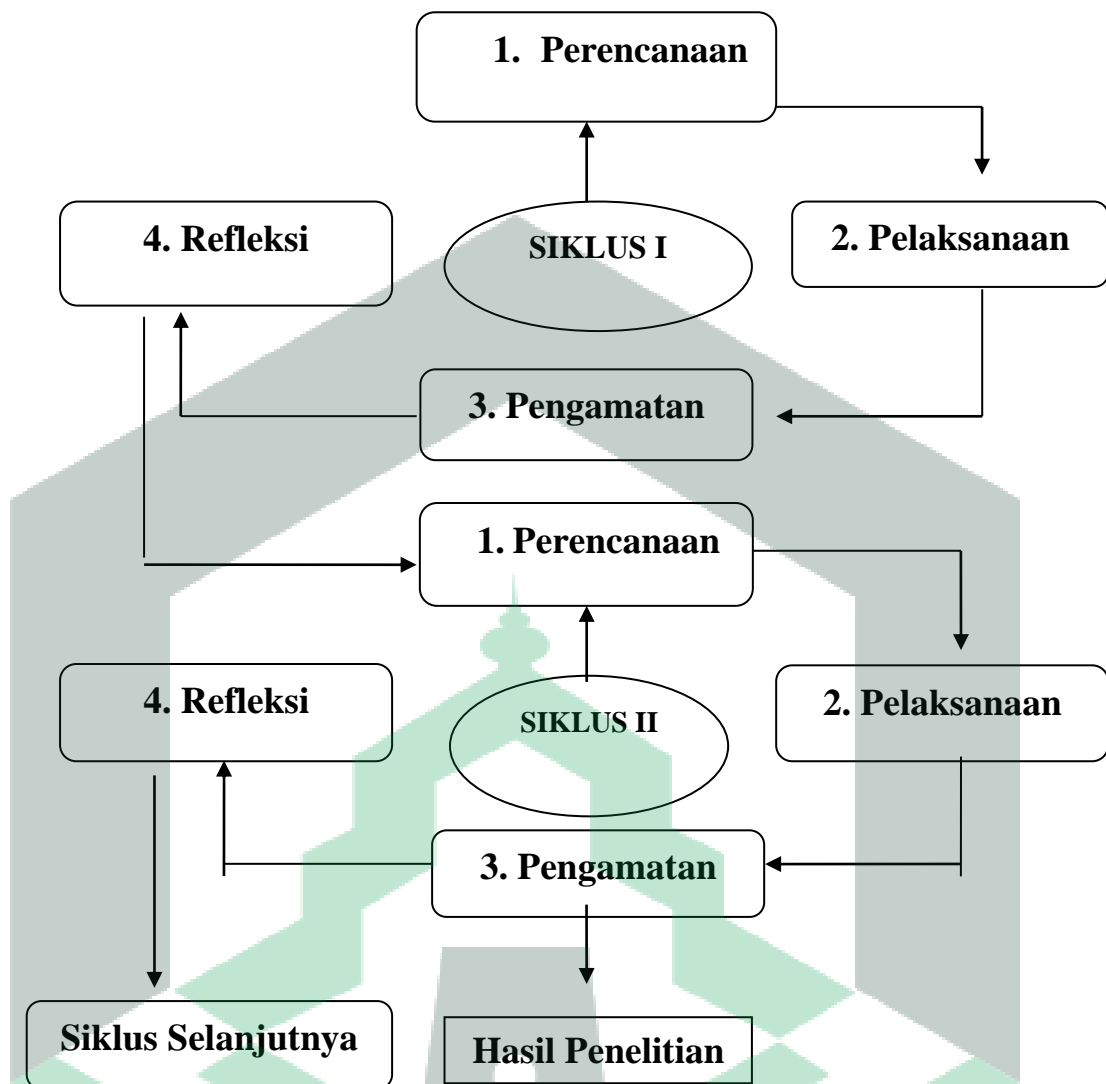 1. Perencanaan
4. Refleksi
SIKLUS I
2. Pelaksanaan
3. Pengamatan
1. Perencanaan
4. Refleksi
SIKLUS II
2. Pelaksanaan
3. Pengamatan
Siklus Selanjutnya
Hasil Penelitian